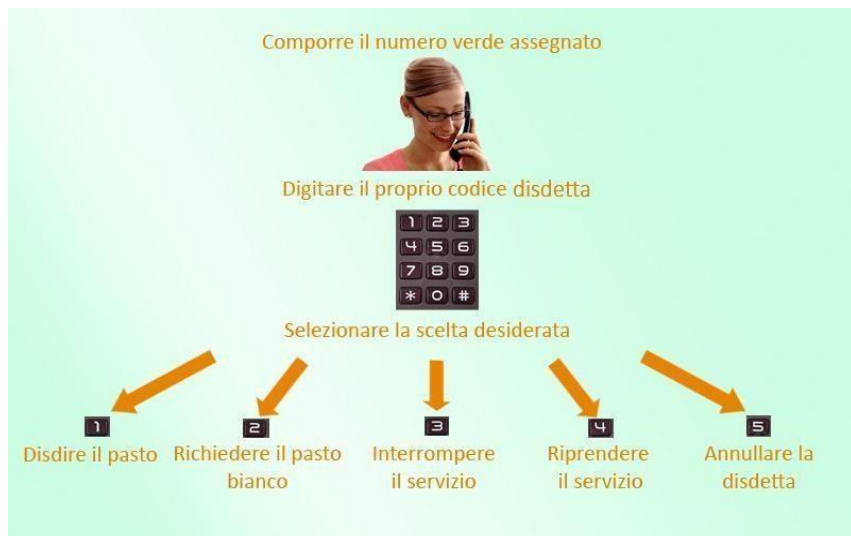 Comporre il numero verde assegnato
Digitare il proprio codice disdetta
1 2 3
4 5 6
7 8 9
* 0 #
Selezionare la scelta desiderata
1
Disdire il pasto
2
Richiedere il pasto
bianco
3
Interrompere
il servizio
4
Riprendere
il servizio
5
Annullare la
disdetta